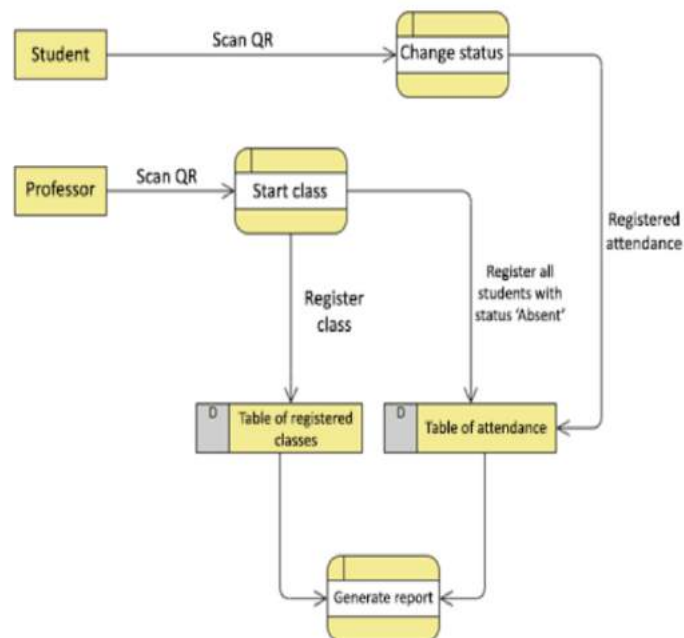 Scan QR
Student
Change status
Scan QR
Professor
Start class
Registered
attendance
Register all
students with
status 'Absent'
Register
class
D
Table of registered
classes
D
Table of attendance
Generate report